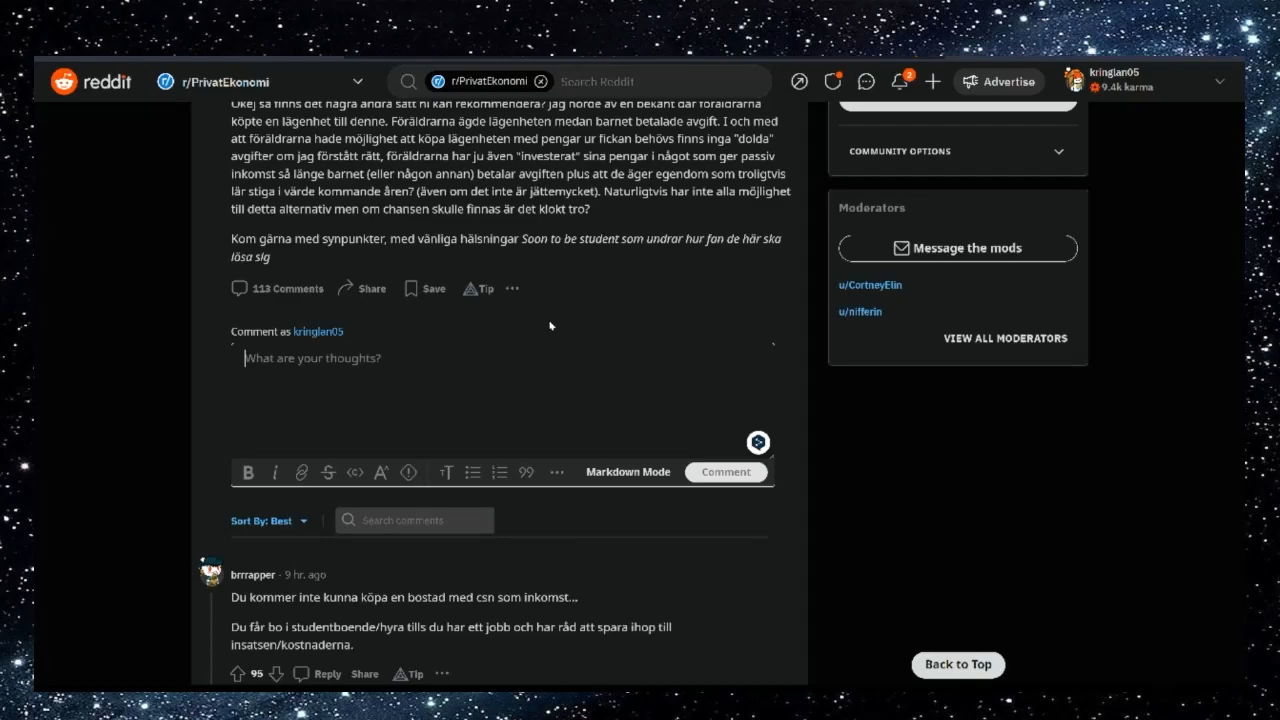 reddit
r/PrivatEkonomi
r/PrivatEkonomi
Search Reddit
2
Advertise
kringlan05
9.4k karma
Okej så finns det några andra sätt ni kan rekommendera? Jag hörde av en bekant där föräldrarna
köpte en lägenhet till denne. Föräldrarna ägde lägenheten medan barnet betalade avgift. I och med
att föräldrarna hade möjlighet att köpa lägenheten med pengar ur fickan behövs finns inga "dolda"
avgifter om jag förstått rätt, föräldrarna har ju även "investerat" sina pengar i något som ger passiv
inkomst så länge barnet (eller någon annan) betalar avgiften plus att de äger egendom som troligtvis
lär stiga i värde kommande åren? (även om det inte är jättemycket). Naturligtvis har inte alla möjlighet
till detta alternativ men om chansen skulle finnas är det klokt tro?
Kom gärna med synpunkter, med vänliga hälsningar Soon to be student som undrar hur fan de här ska
lösa sig
113 Comments Share Save Tip
Comment as kringlan05
What are your thoughts?
Markdown Mode
Comment
Sort By: Best
Search comments
brrrapper · 9 hr. ago
Du kommer inte kunna köpa en bostad med csn som inkomst...
Du får bo i studentboende/hyra tills du har ett jobb och har råd att spara ihop till
insatsen/kostnaderna.
95 Reply Share Tip
COMMUNITY OPTIONS
Moderators
Message the mods
u/CortneyElin
u/nifferin
VIEW ALL MODERATORS
Back to Top